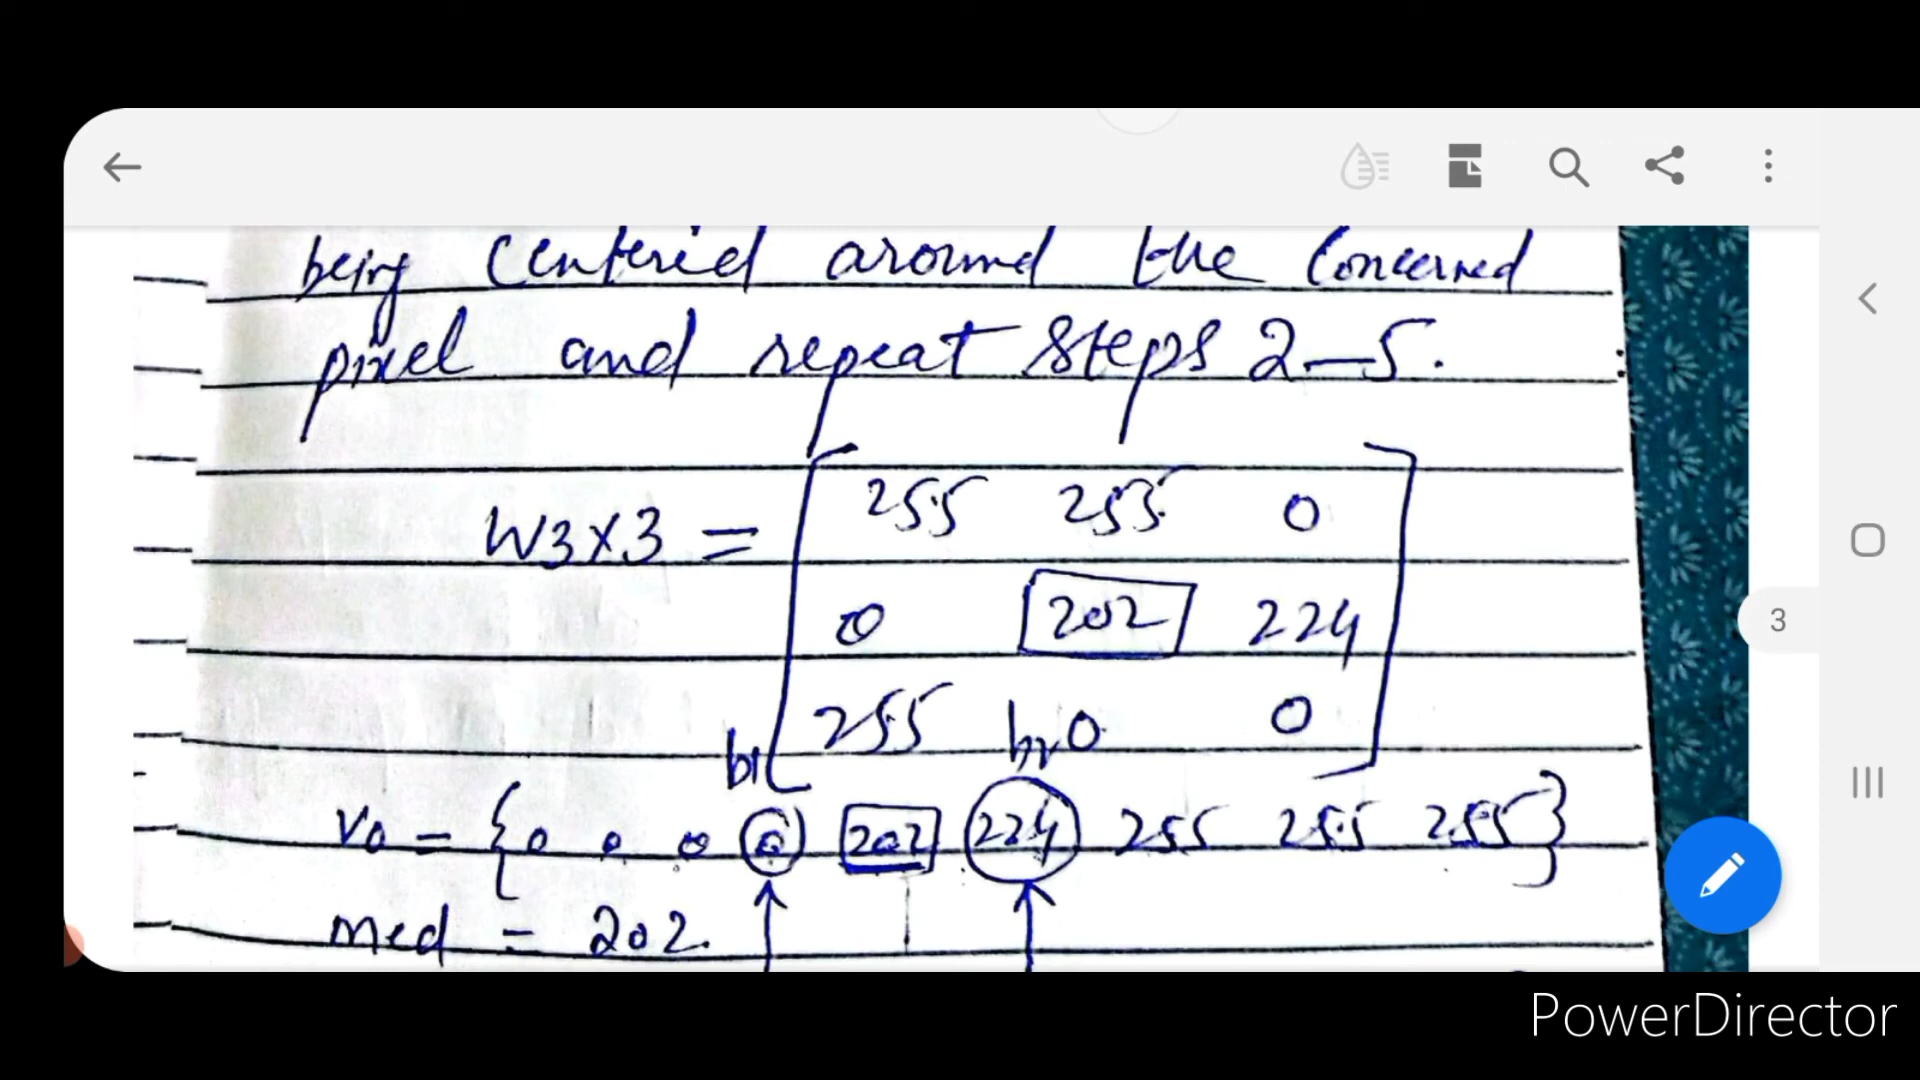 being centered around the Concerned
pixel and repeat steps 2-5.
W3x3 =
255 255 0
0 202 224
255 0 0
b1 b2
V0 = { 0 0 0 0 202 224 255 255 255 }
med = 202.
3
PowerDirector